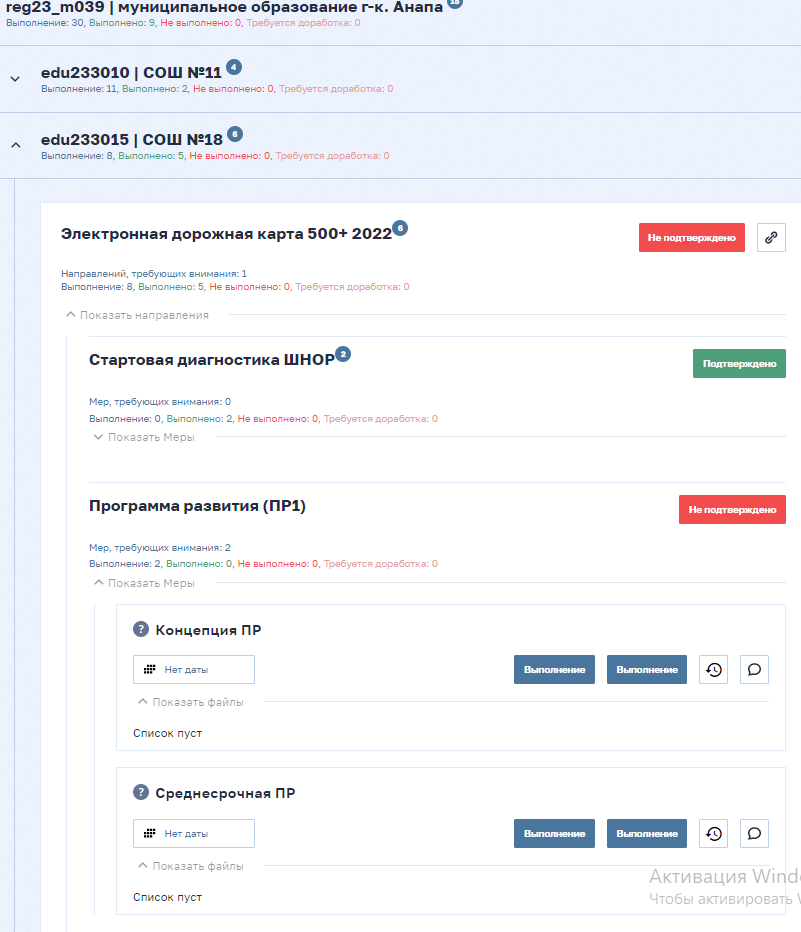 reg23_m039 | муниципальное образование г-к. Анапа 15
Выполнение: 30, Выполнено: 9, Не выполнено: 0, Требуется доработка: 0
edu233010 | СОШ №11 4
Выполнение: 11, Выполнено: 2, Не выполнено: 0, Требуется доработка: 0
edu233015 | СОШ №18 6
Выполнение: 8, Выполнено: 5, Не выполнено: 0, Требуется доработка: 0
Электронная дорожная карта 500+ 2022 6
Не подтверждено
Направлений, требующих внимания: 1
Выполнение: 8, Выполнено: 5, Не выполнено: 0, Требуется доработка: 0
Показать направления
Стартовая диагностика ШНОР 2
Подтверждено
Мер, требующих внимания: 0
Выполнение: 0, Выполнено: 2, Не выполнено: 0, Требуется доработка: 0
Показать Меры
Программа развития (ПР1)
Не подтверждено
Мер, требующих внимания: 2
Выполнение: 2, Выполнено: 0, Не выполнено: 0, Требуется доработка: 0
Показать Меры
? Концепция ПР
Нет даты Выполнение Выполнение
Показать файлы
Список пуст
? Среднесрочная ПР
Нет даты Выполнение Выполнение
Показать файлы
Список пуст
Активация Windo
Чтобы активировать W